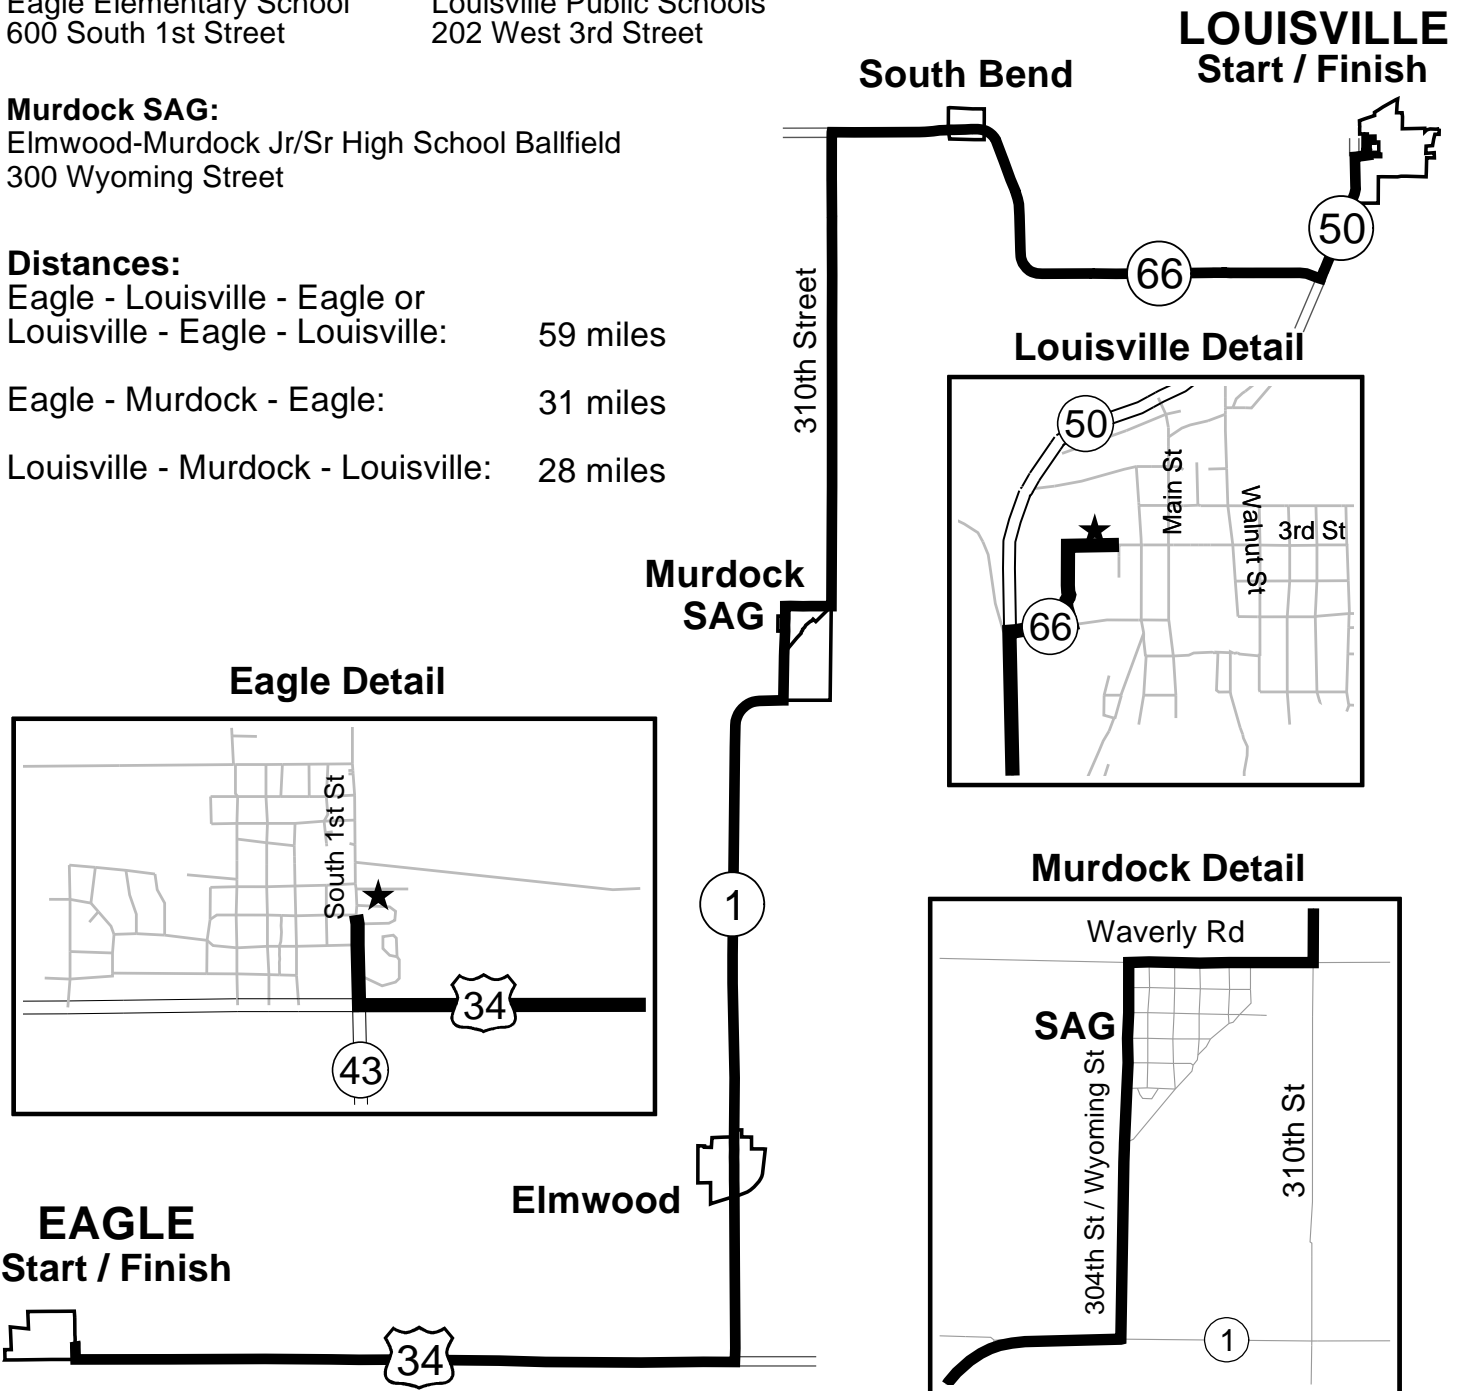 Eagle Elementary School
600 South 1st Street
Louisville Public Schools
202 West 3rd Street
Murdock SAG:
Elmwood-Murdock Jr/Sr High School Ballfield
300 Wyoming Street
Distances:
Eagle - Louisville - Eagle or
Louisville - Eagle - Louisville: 59 miles
Eagle - Murdock - Eagle: 31 miles
Louisville - Murdock - Louisville: 28 miles
LOUISVILLE
Start / Finish
South Bend
50
66
310th Street
Louisville Detail
50
Main St
Walnut St
3rd St
66
Murdock
SAG
Eagle Detail
South 1st St
34
43
1
Murdock Detail
Waverly Rd
SAG
304th St / Wyoming St
310th St
1
Elmwood
EAGLE
Start / Finish
34